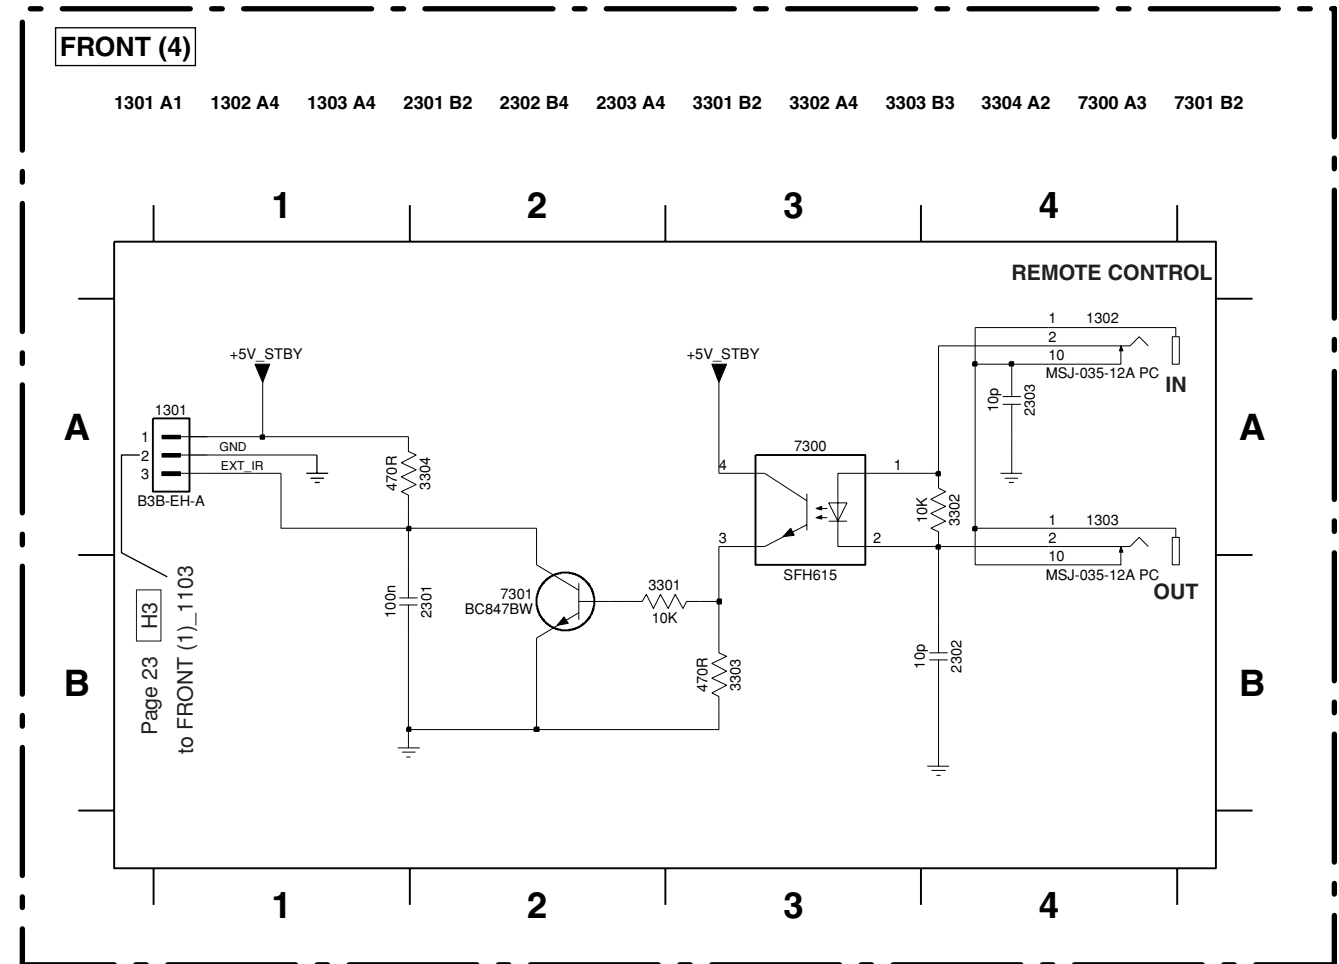 FRONT (4)
1301 A1 1302 A4 1303 A4 2301 B2 2302 B4 2303 A4 3301 B2 3302 A4 3303 B3 3304 A2 7300 A3 7301 B2
1 2 3 4
REMOTE CONTROL
1 1302
2
10
MSJ-035-12A PC
IN
+5V_STBY
+5V_STBY
10p
2303
A
A
1301
1
2
3
GND
EXT_IR
B3B-EH-A
470R
3304
7300
4
1
3
2
SFH615
10K
3302
1 1303
2
10
MSJ-035-12A PC
OUT
Page 23 H3
to FRONT (1)_1103
100n
2301
7301
BC847BW
3301
10K
470R
3303
10p
2302
B
B
1 2 3 4